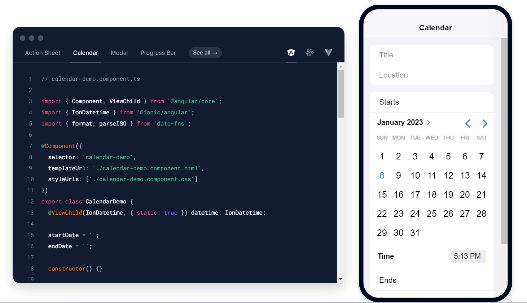 Action Sheet Calendar Modal Progress Bar See all →
1 // calendar-demo.component.ts
2
3 import { Component, ViewChild } from '@angular/core';
4 import { IonDatetime } from '@ionic/angular';
5 import { format, parseISO } from 'date-fns';
6
7 @Component({
8 selector: 'calendar-demo',
9 templateUrl: './calendar-demo.component.html',
10 styleUrls: ['./calendar-demo.component.css']
11 })
12 export class CalendarDemo {
13 @ViewChild(IonDatetime, { static: true }) datetime: IonDatetime;
14
15 startDate = '';
16 endDate = '';
17
18 constructor() {}
19
Calendar
Title
Location
Starts
January 2023 >
SUN MON TUE WED THU FRI SAT
1 2 3 4 5 6 7
8 9 10 11 12 13 14
15 16 17 18 19 20 21
22 23 24 25 26 27 28
29 30 31
Time 5:13 PM
Ends